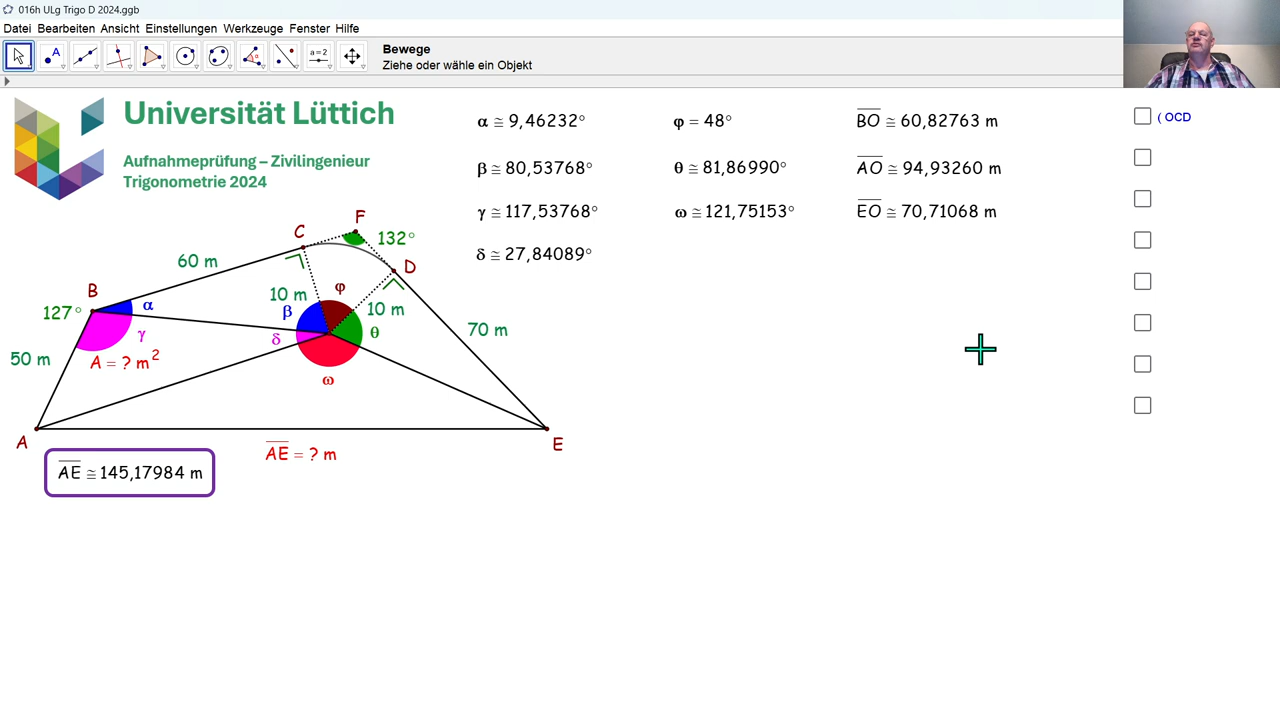 016h ULg Trigo D 2024.ggb
Datei Bearbeiten Ansicht Einstellungen Werkzeuge Fenster Hilfe
A
α
a=2
Bewege
Ziehe oder wähle ein Objekt
Universität Lüttich
Aufnahmeprüfung – Zivilingenieur
Trigonometrie 2024
α ≅ 9,46232°
φ = 48°
BO ≅ 60,82763 m
( OCD
β ≅ 80,53768°
θ ≅ 81,86990°
AO ≅ 94,93260 m
γ ≅ 117,53768°
ω ≅ 121,75153°
EO ≅ 70,71068 m
δ ≅ 27,84089°
F
C
132°
60 m
D
B
φ
10 m
α
127°
β
10 m
γ
δ
θ
70 m
50 m
A = ? m²
ω
A
E
AE = ? m
AE ≅ 145,17984 m